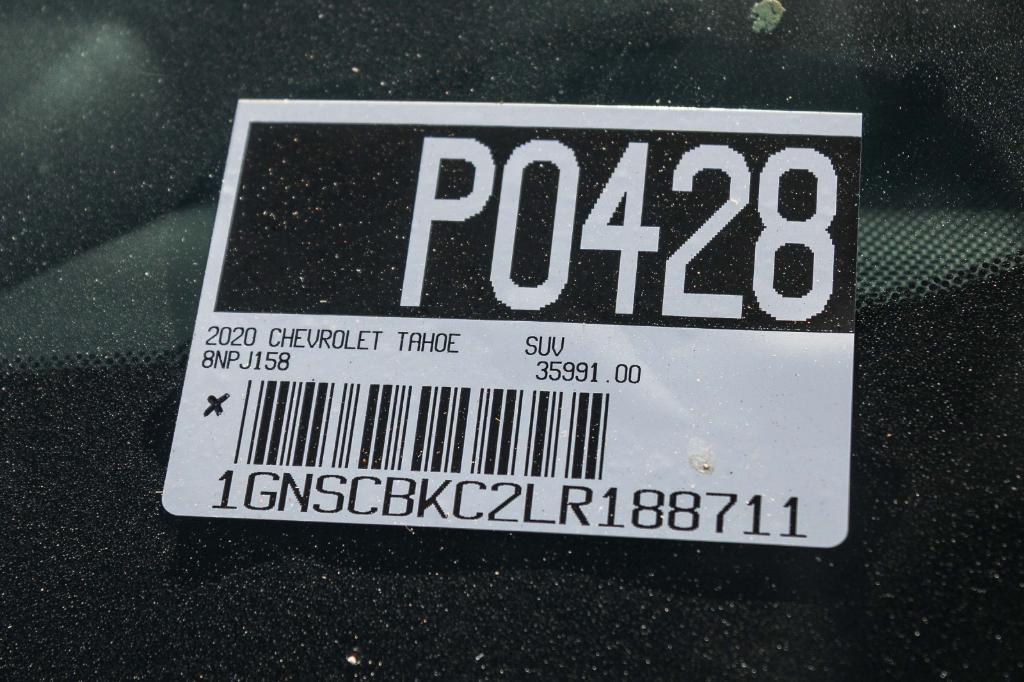 P0428
2020 CHEVROLET TAHOE SUV
8NPJ158 35991.00
X
1GNSCBKC2LR188711